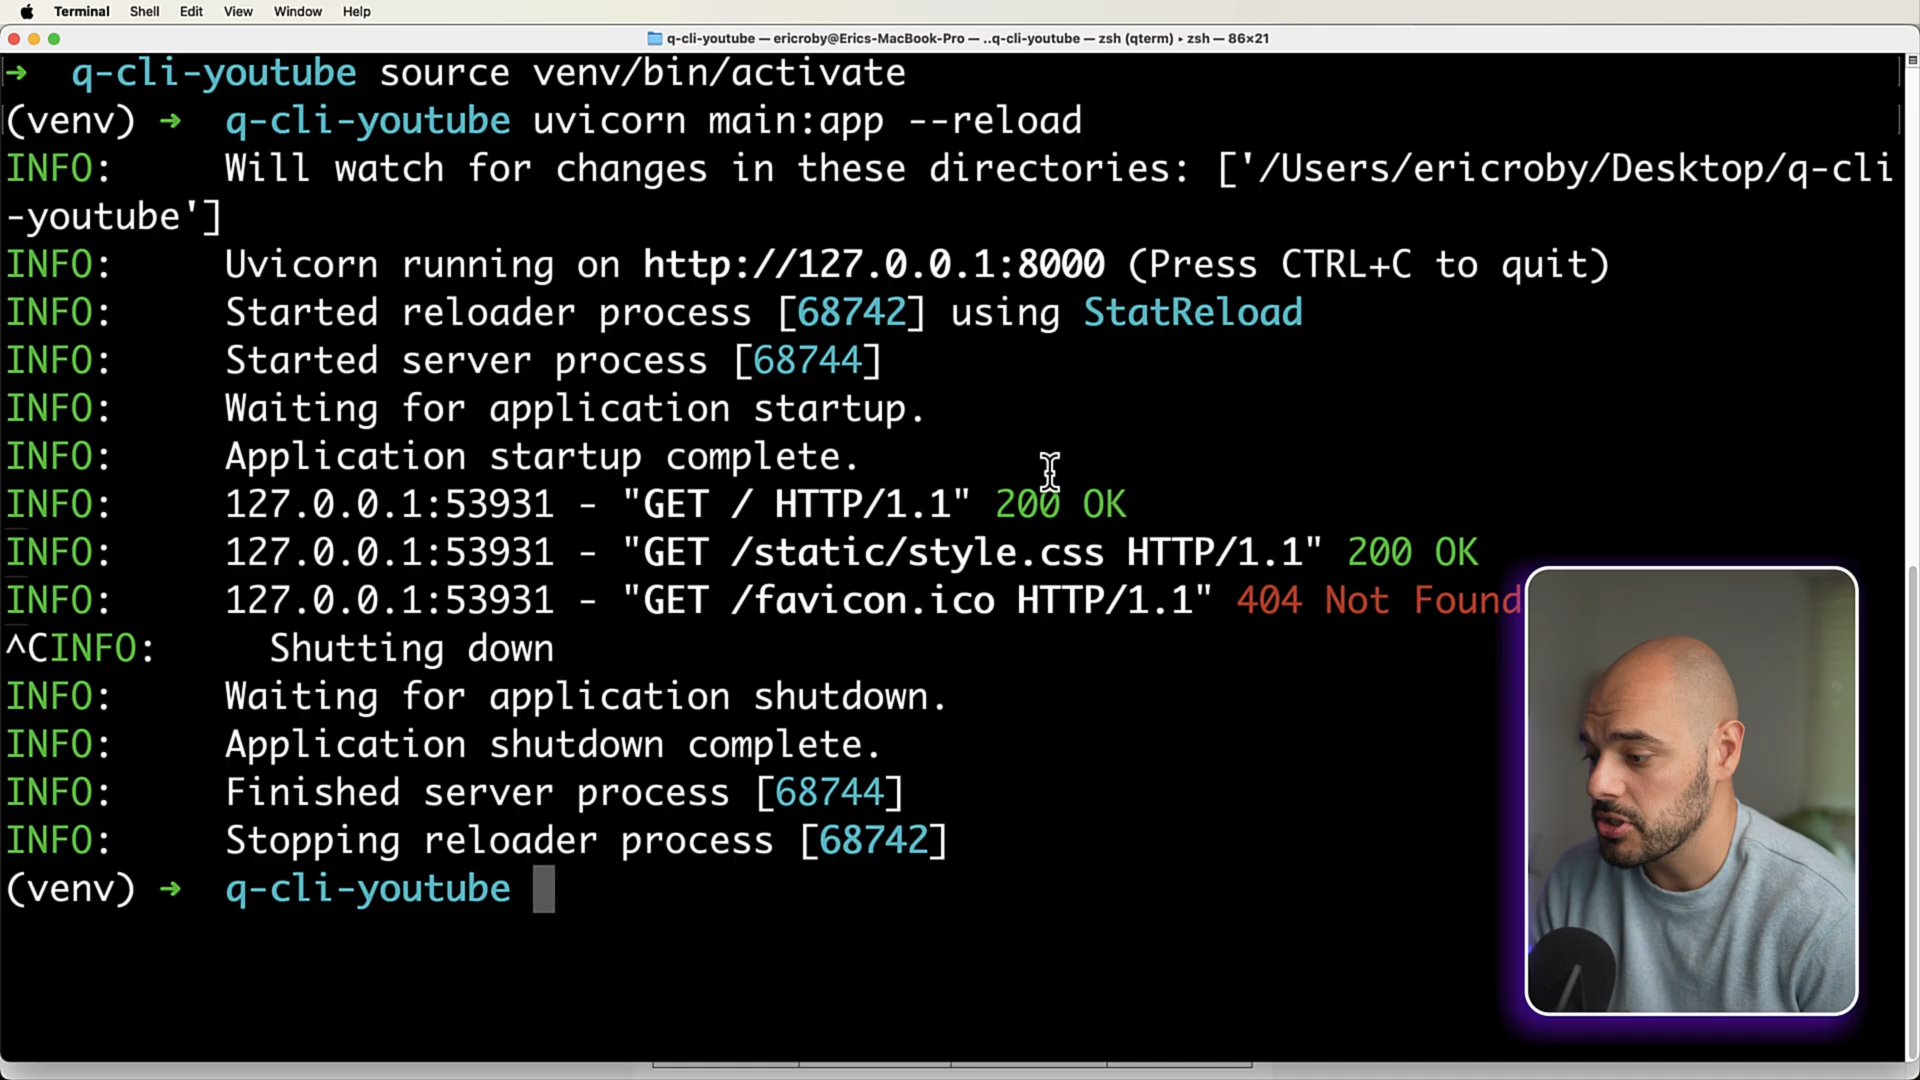 Terminal Shell Edit View Window Help
q-cli-youtube — ericroby@Erics-MacBook-Pro — ..q-cli-youtube — zsh (qterm) ▸ zsh — 86×21
➜  q-cli-youtube source venv/bin/activate
(venv) ➜  q-cli-youtube uvicorn main:app --reload
INFO:     Will watch for changes in these directories: ['/Users/ericroby/Desktop/q-cli
-youtube']
INFO:     Uvicorn running on http://127.0.0.1:8000 (Press CTRL+C to quit)
INFO:     Started reloader process [68742] using StatReload
INFO:     Started server process [68744]
INFO:     Waiting for application startup.
INFO:     Application startup complete.
INFO:     127.0.0.1:53931 - "GET / HTTP/1.1" 200 OK
INFO:     127.0.0.1:53931 - "GET /static/style.css HTTP/1.1" 200 OK
INFO:     127.0.0.1:53931 - "GET /favicon.ico HTTP/1.1" 404 Not Found
^CINFO:     Shutting down
INFO:     Waiting for application shutdown.
INFO:     Application shutdown complete.
INFO:     Finished server process [68744]
INFO:     Stopping reloader process [68742]
(venv) ➜  q-cli-youtube